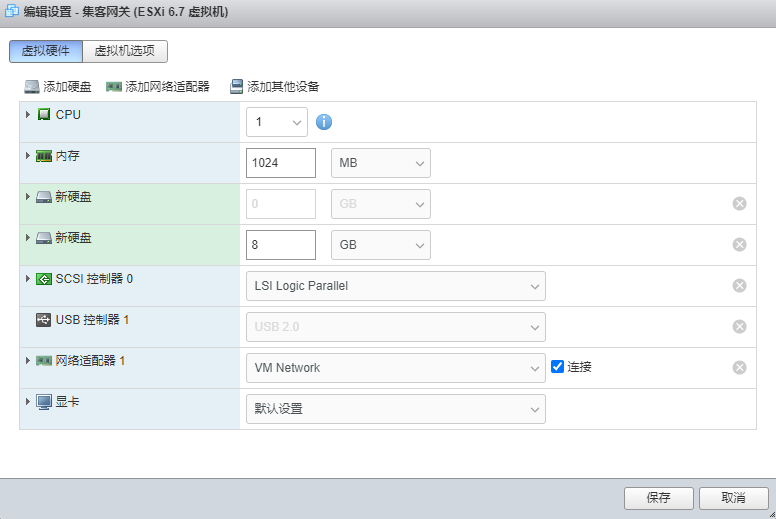 编辑设置 - 集客网关 (ESXi 6.7 虚拟机)
虚拟硬件 虚拟机选项
添加硬盘 添加网络适配器 添加其他设备
CPU 1
内存 1024 MB
新硬盘 0 GB
新硬盘 8 GB
SCSI 控制器 0 LSI Logic Parallel
USB 控制器 1 USB 2.0
网络适配器 1 VM Network 连接
显卡 默认设置
保存 取消